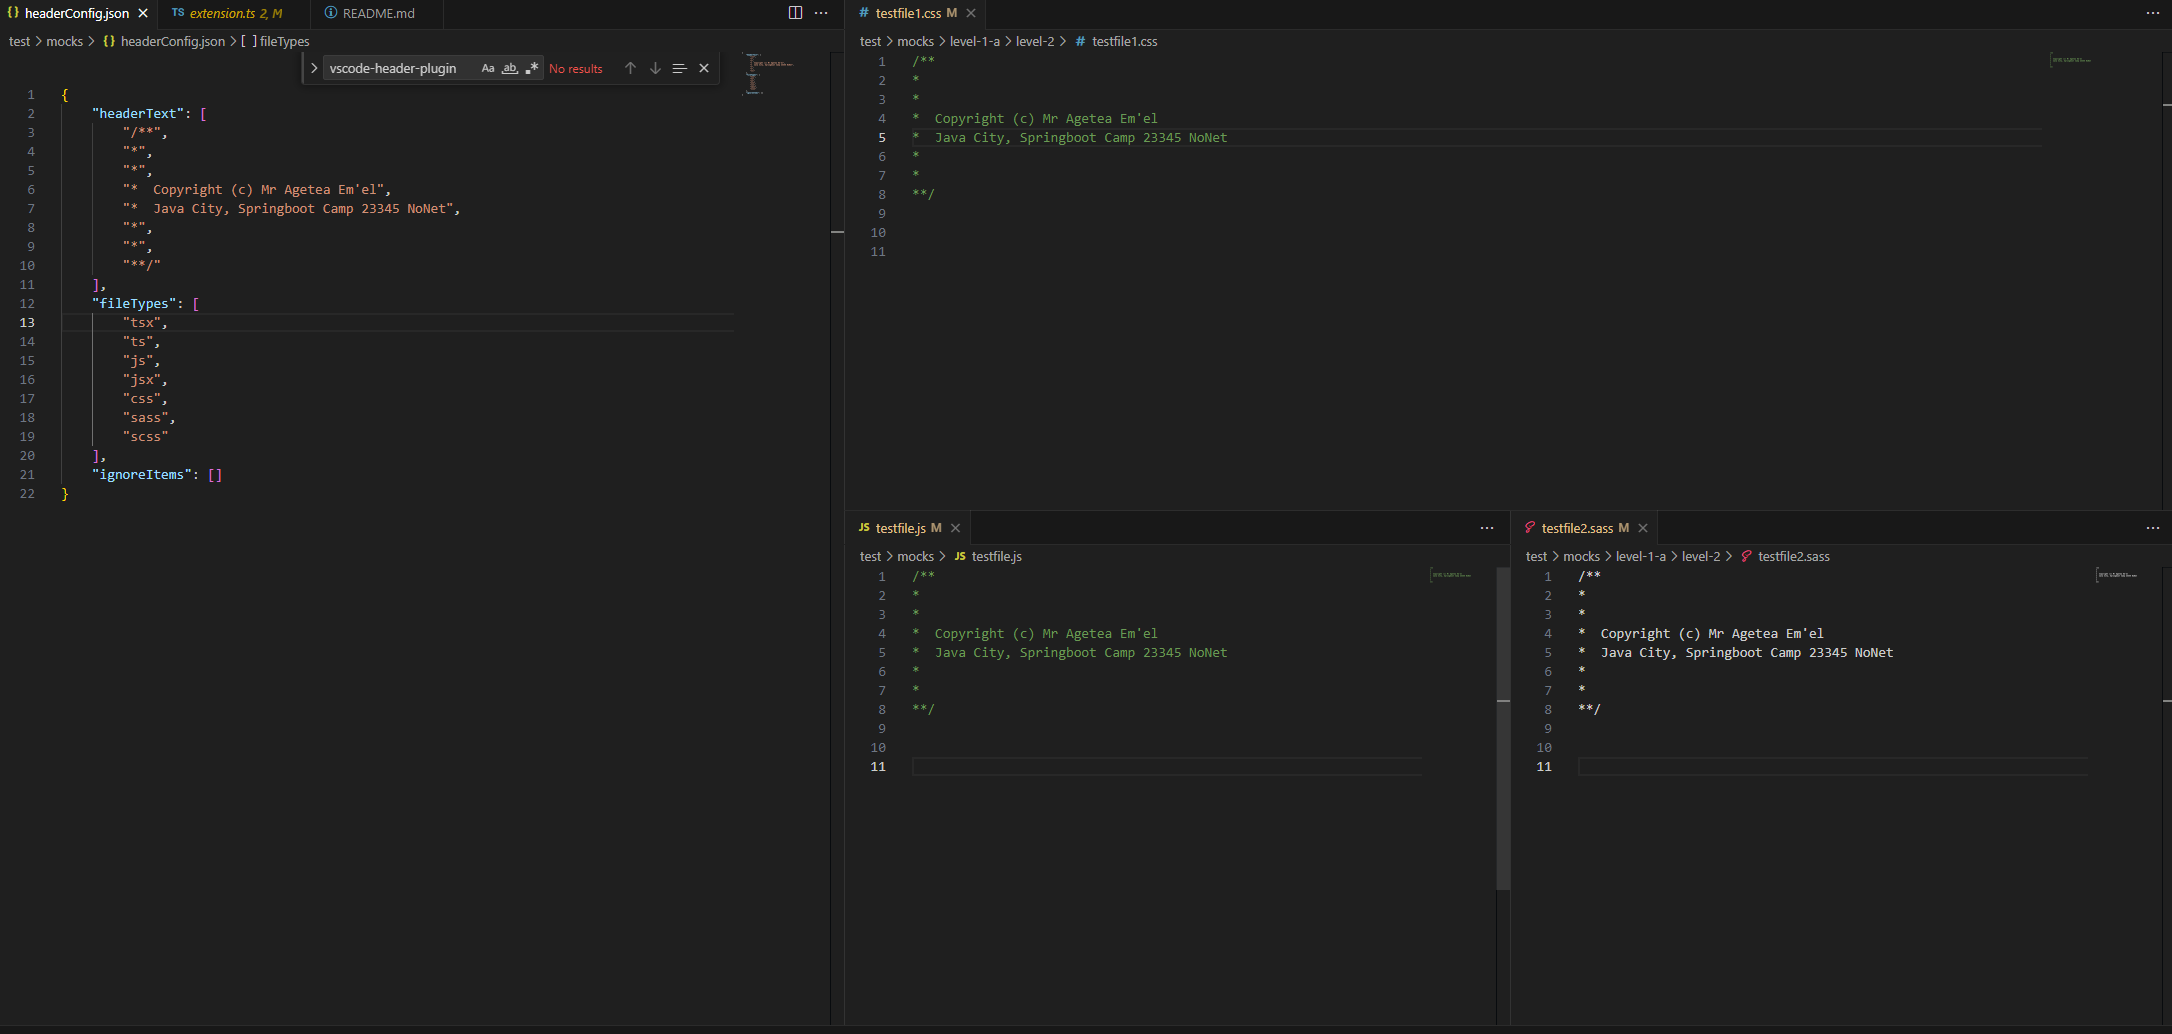 {} headerConfig.json
TS extension.ts 2, M
README.md
test > mocks > {} headerConfig.json > [ ] fileTypes
vscode-header-plugin Aa ab .* No results
1 {
2 "headerText": [
3 "/**",
4 "*",
5 "*",
6 "*  Copyright (c) Mr Agetea Em'el",
7 "*  Java City, Springboot Camp 23345 NoNet",
8 "*",
9 "*",
10 "**/"
11 ],
12 "fileTypes": [
13 "tsx",
14 "ts",
15 "js",
16 "jsx",
17 "css",
18 "sass",
19 "scss"
20 ],
21 "ignoreItems": []
22 }
# testfile1.css M
test > mocks > level-1-a > level-2 > # testfile1.css
1 /**
2 *
3 *
4 *  Copyright (c) Mr Agetea Em'el
5 *  Java City, Springboot Camp 23345 NoNet
6 *
7 *
8 **/
9
10
11
JS testfile.js M
test > mocks > JS testfile.js
1 /**
2 *
3 *
4 *  Copyright (c) Mr Agetea Em'el
5 *  Java City, Springboot Camp 23345 NoNet
6 *
7 *
8 **/
9
10
11
testfile2.sass M
test > mocks > level-1-a > level-2 > testfile2.sass
1 /**
2 *
3 *
4 *  Copyright (c) Mr Agetea Em'el
5 *  Java City, Springboot Camp 23345 NoNet
6 *
7 *
8 **/
9
10
11